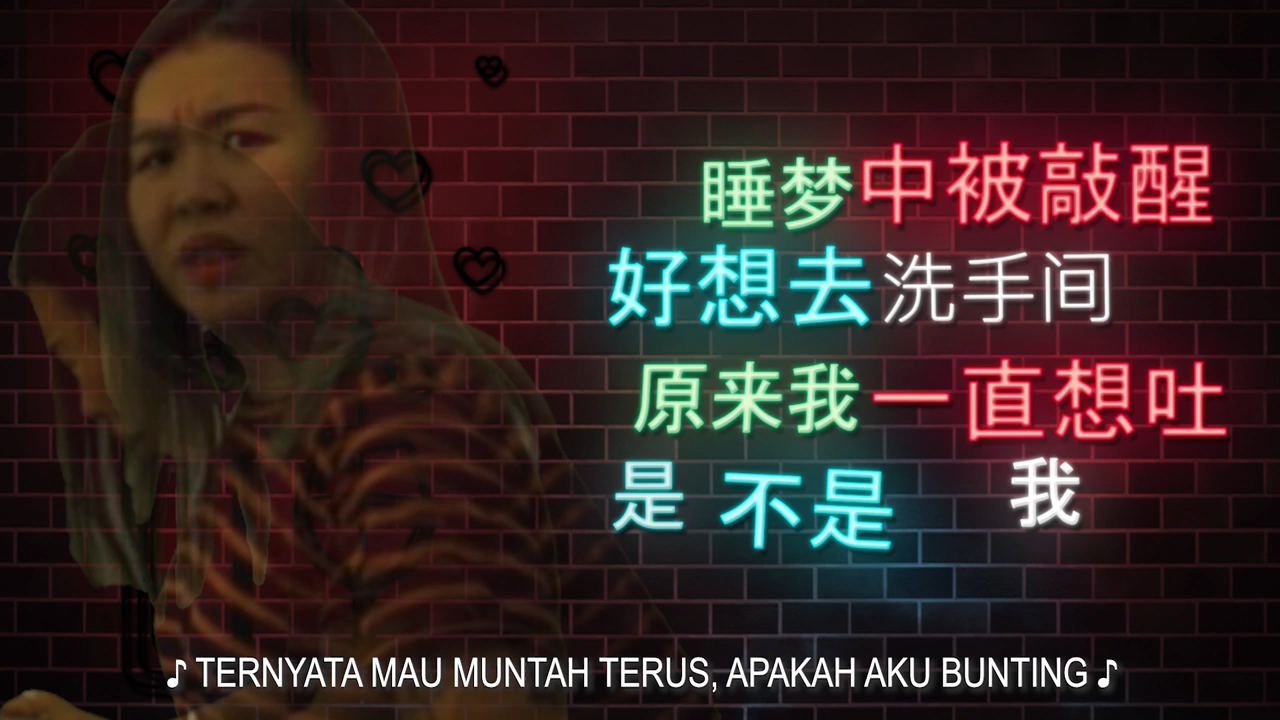 睡梦中被敲醒
好想去洗手间
原来我一直想吐
是不是 我
♪ TERNYATA MAU MUNTAH TERUS, APAKAH AKU BUNTING ♪